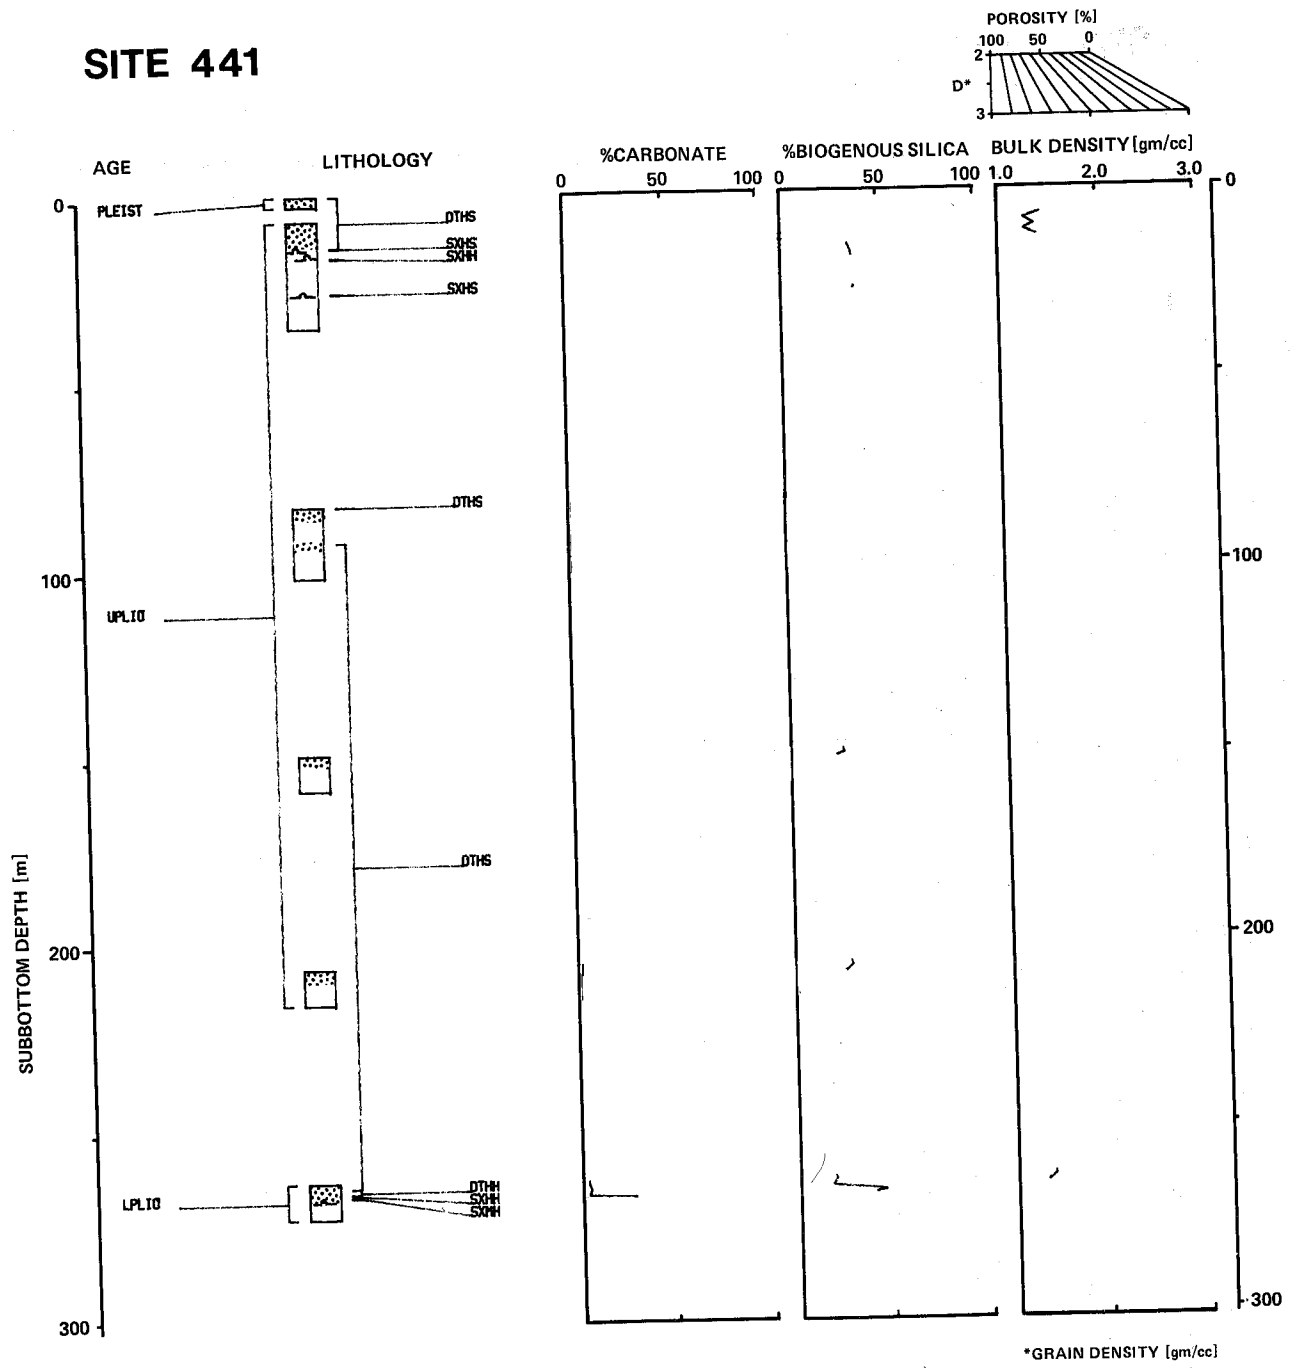 SITE 441
POROSITY [%]
100 50 0
2
D*
3
AGE
LITHOLOGY
%CARBONATE
%BIOGENOUS SILICA
BULK DENSITY [gm/cc]
0 50 100
0 50 100
1.0 2.0 3.0
0
0
PLEIST
DTHS
SXHS
SXHH
SXHS
DTHS
100
100
UPLIO
DTHS
SUBBOTTOM DEPTH [m]
200
200
DTHH
SXHH
SXMH
LPLIO
300
300
*GRAIN DENSITY [gm/cc]